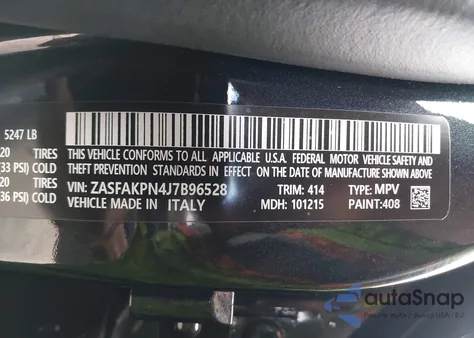 5247 LB
20 TIRES
(33 PSI) COLD
20 TIRES
(36 PSI) COLD
THIS VEHICLE CONFORMS TO ALL APPLICABLE U.S.A. FEDERAL MOTOR VEHICLE SAFETY AND
THEFT PREVENTION STANDARDS IN EFFECT ON THE DATE OF MANUFACTURE SHOWN ABOVE.
VIN: ZASFAKPN4J7B96528 TRIM: 414 TYPE: MPV
VEHICLE MADE IN ITALY MDH: 101215 PAINT: 408
autoSnap